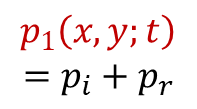 p₁(x, y; t)
= pᵢ + pᵣ